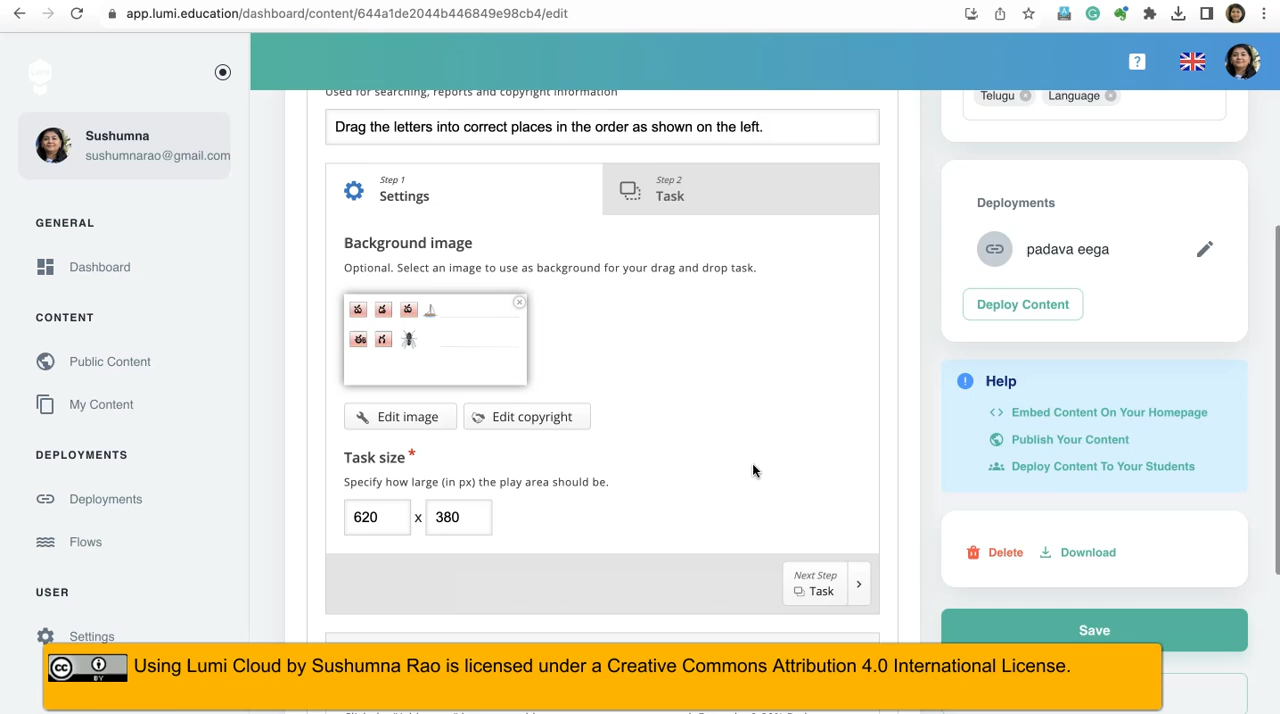 app.lumi.education/dashboard/content/644a1de2044b446849e98cb4/edit
Sushumna
sushumnarao@gmail.com
GENERAL
Dashboard
CONTENT
Public Content
My Content
DEPLOYMENTS
Deployments
Flows
USER
Settings
Used for searching, reports and copyright information
Drag the letters into correct places in the order as shown on the left.
Step 1
Settings
Step 2
Task
Background image
Optional. Select an image to use as background for your drag and drop task.
ప డ వ
ఈ గ
Edit image
Edit copyright
Task size *
Specify how large (in px) the play area should be.
620 x 380
Next Step
Task
?
Telugu
Language
Deployments
padava eega
Deploy Content
Help
Embed Content On Your Homepage
Publish Your Content
Deploy Content To Your Students
Delete
Download
Save
CC BY
Using Lumi Cloud by Sushumna Rao is licensed under a Creative Commons Attribution 4.0 International License.